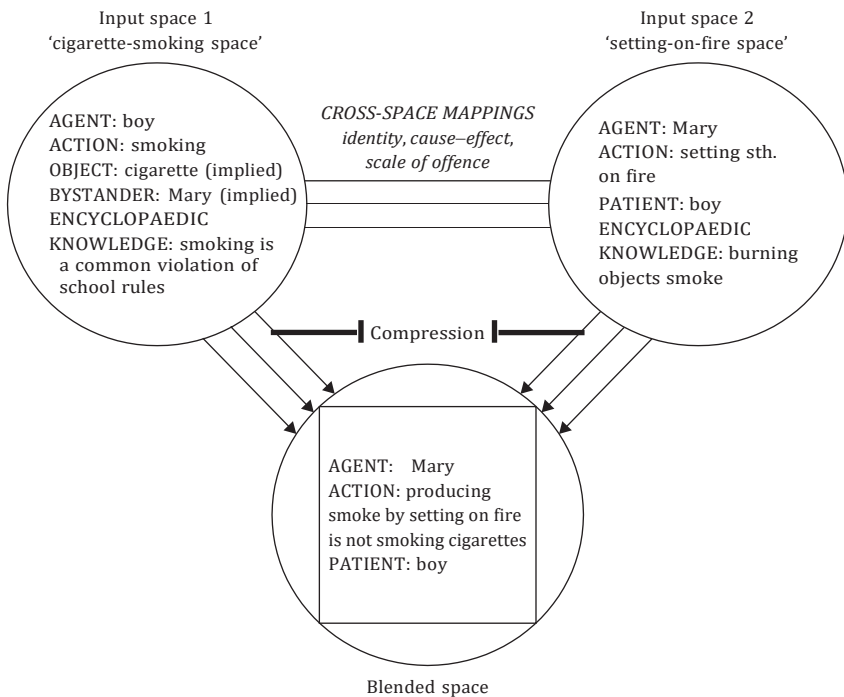 Input space 1
'cigarette-smoking space'
Input space 2
'setting-on-fire space'
AGENT: boy
ACTION: smoking
OBJECT: cigarette (implied)
BYSTANDER: Mary (implied)
ENCYCLOPAEDIC
KNOWLEDGE: smoking is
a common violation of
school rules
CROSS-SPACE MAPPINGS
identity, cause–effect,
scale of offence
AGENT: Mary
ACTION: setting sth.
on fire
PATIENT: boy
ENCYCLOPAEDIC
KNOWLEDGE: burning
objects smoke
Compression
AGENT: Mary
ACTION: producing
smoke by setting on fire
is not smoking cigarettes
PATIENT: boy
Blended space